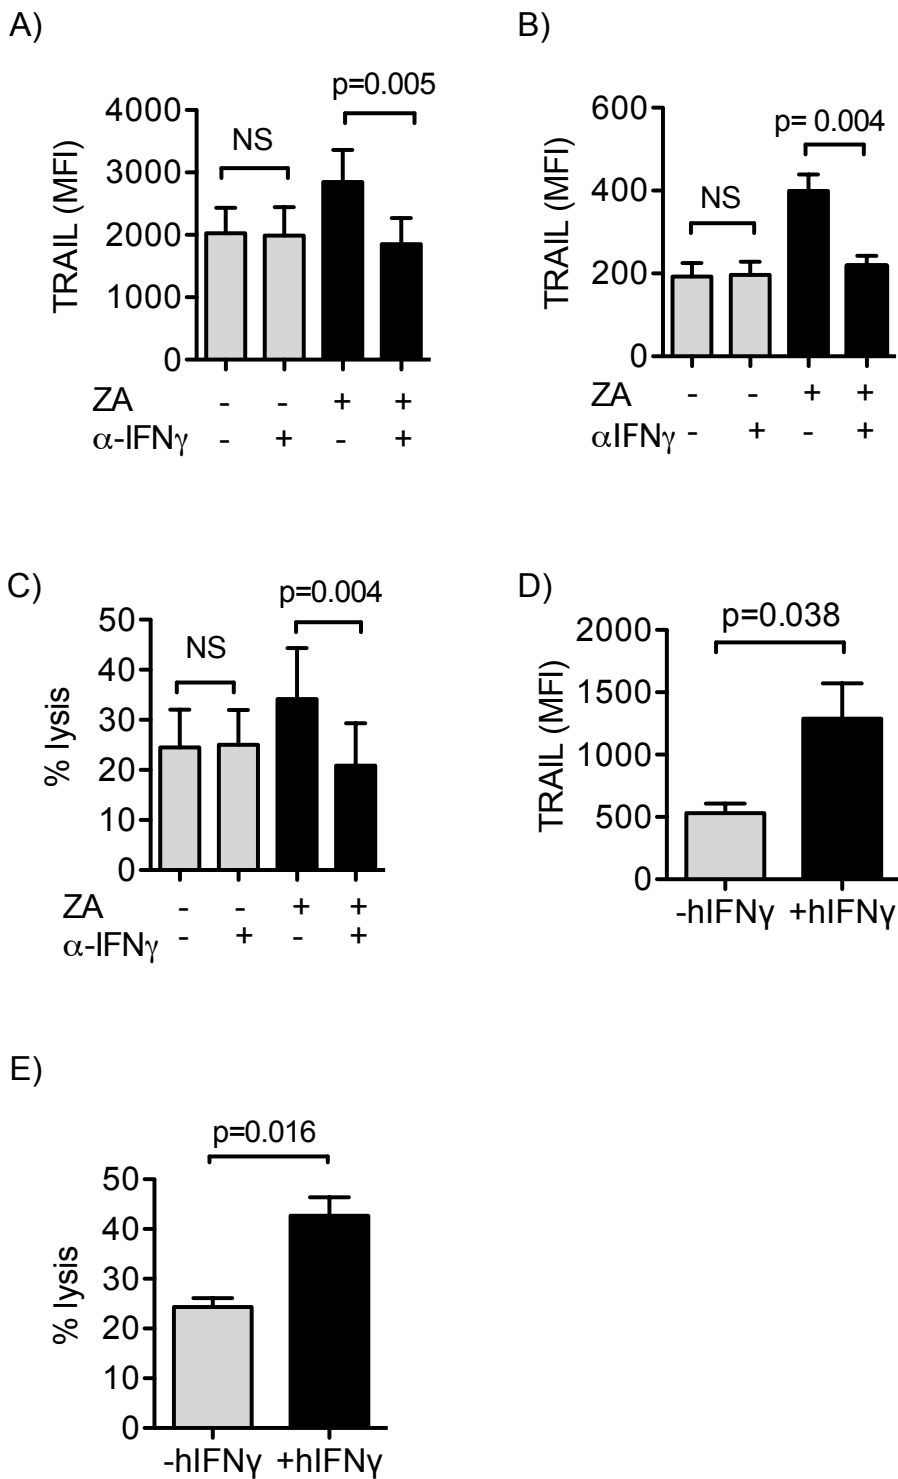 A)
p=0.005
NS
4000
3000
2000
1000
0
TRAIL (MFI)
ZA - - + +
α-IFNγ - + - +
B)
p= 0.004
NS
600
400
200
0
TRAIL (MFI)
ZA - - + +
αIFNγ - + - +
C)
p=0.004
NS
50
40
30
20
10
0
% lysis
ZA - - + +
α-IFNγ - + - +
D)
p=0.038
2000
1500
1000
500
0
TRAIL (MFI)
-hIFNγ +hIFNγ
E)
p=0.016
50
40
30
20
10
0
% lysis
-hIFNγ +hIFNγ